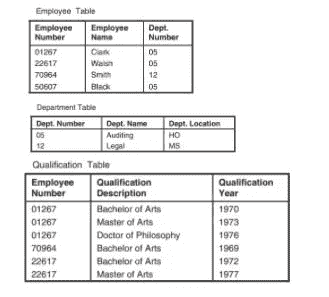 Employee Table
Employee Number Employee Name Dept. Number
01267 Clark 05
22617 Walsh 05
70964 Smith 12
50607 Black 05
Department Table
Dept. Number Dept. Name Dept. Location
05 Auditing HO
12 Legal MS
Qualification Table
Employee Number Qualification Description Qualification Year
01267 Bachelor of Arts 1970
01267 Master of Arts 1973
01267 Doctor of Philosophy 1976
70964 Bachelor of Arts 1969
22617 Bachelor of Arts 1972
22617 Master of Arts 1977